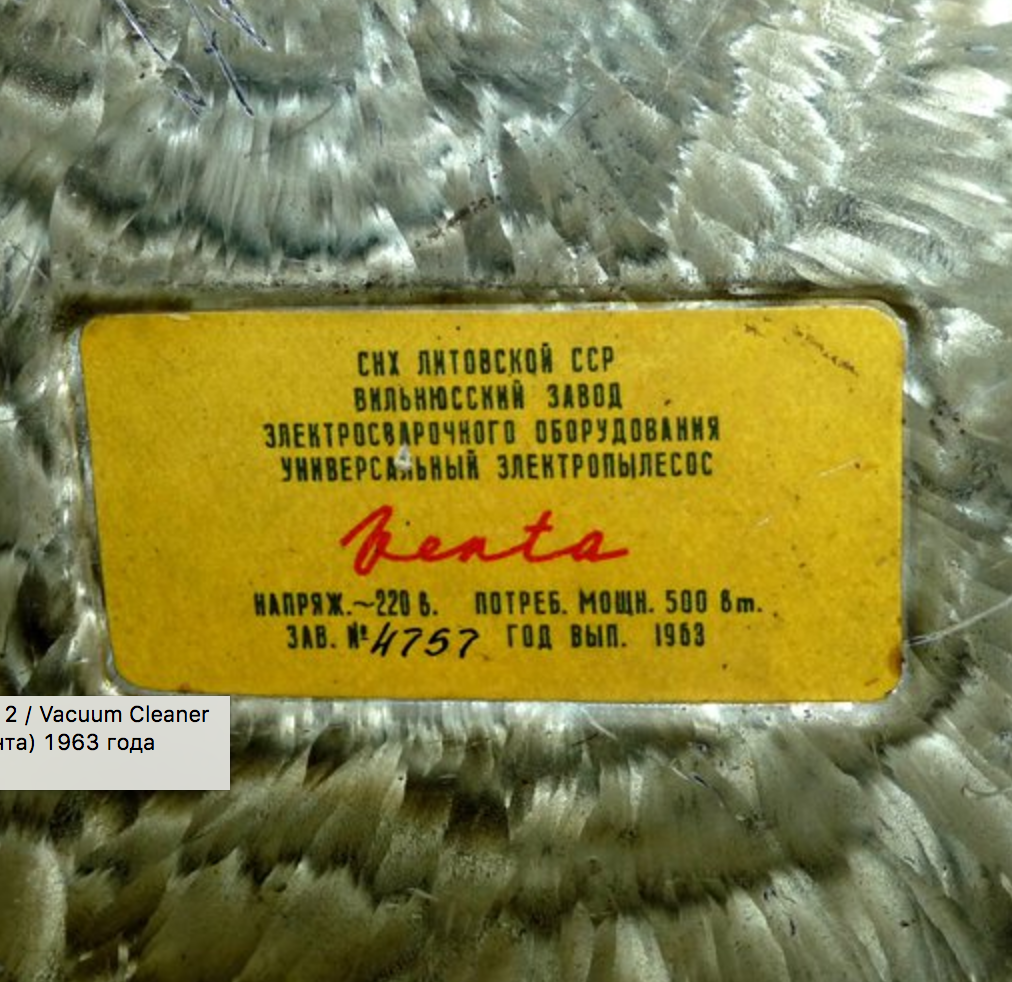 СНХ ЛИТОВСКОЙ ССР
ВИЛЬНЮССКИЙ ЗАВОД
ЭЛЕКТРОСВАРОЧНОГО ОБОРУДОВАНИЯ
УНИВЕРСАЛЬНЫЙ ЭЛЕКТРОПЫЛЕСОС
Venta
НАПРЯЖ.~220 В. ПОТРЕБ. МОЩН. 500 вт.
ЗАВ. № 4757 ГОД ВЫП. 1963
2 / Vacuum Cleaner
нта) 1963 года